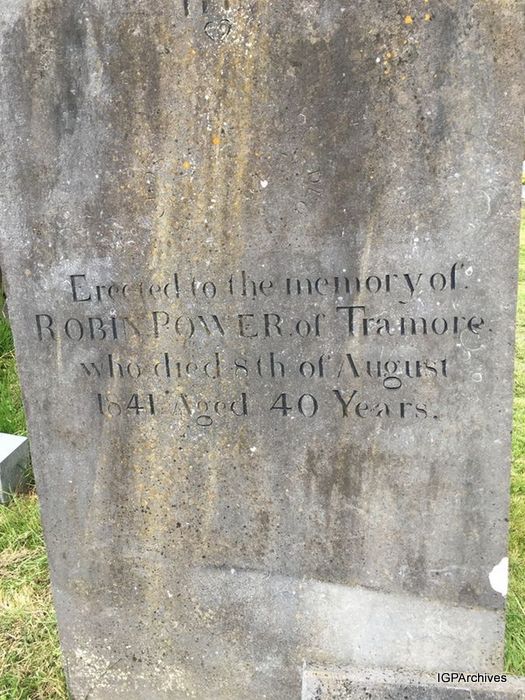 IHS
Erected to the memory of
ROBIN POWER of Tramore,
who died 8th of August
1841 Aged 40 Years.
IGPArchives